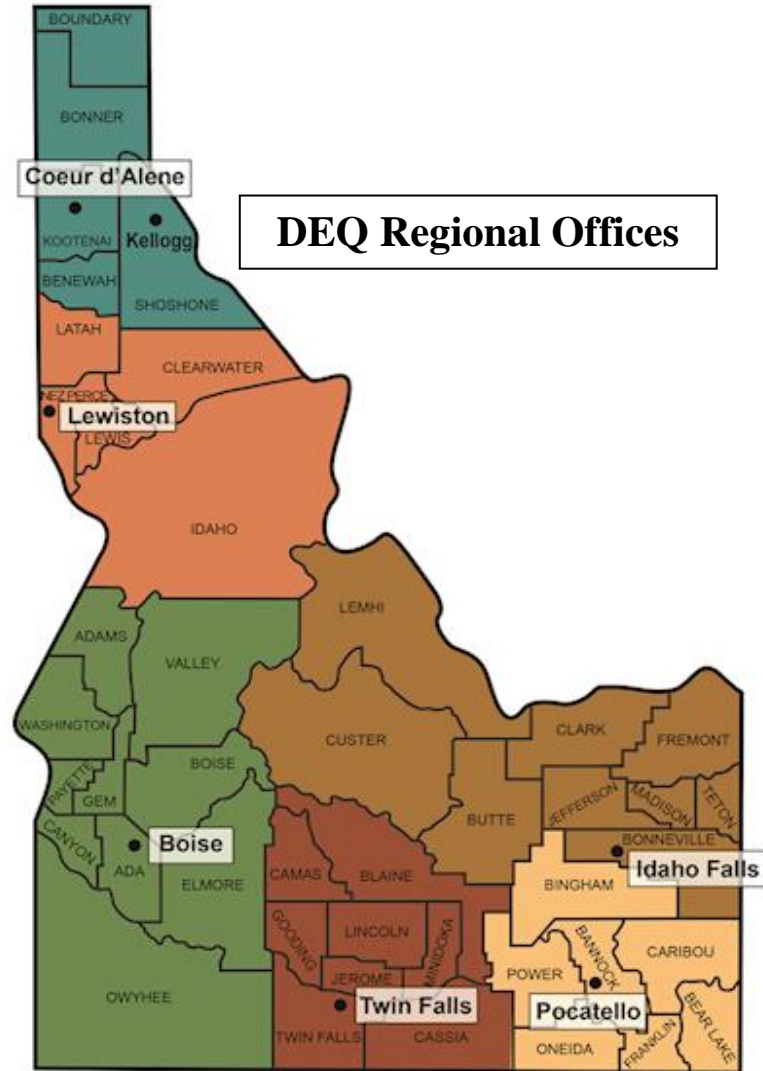 BOUNDARY
BONNER
Coeur d'Alene
DEQ Regional Offices
KOOTENAI
Kellogg
BENEWAH
SHOSHONE
LATAH
CLEARWATER
NEZ PERCE
Lewiston
LEWIS
IDAHO
LEMHI
ADAMS
VALLEY
WASHINGTON
CUSTER
CLARK
FREMONT
BOISE
PAYETTE
GEM
JEFFERSON
MADISON
TETON
BUTTE
CANYON
ADA
Boise
BONNEVILLE
Idaho Falls
ELMORE
CAMAS
BLAINE
BINGHAM
GOODING
LINCOLN
MINIDOKA
BANNOCK
CARIBOU
JEROME
POWER
OWYHEE
Twin Falls
Pocatello
BEAR LAKE
TWIN FALLS
CASSIA
ONEIDA
FRANKLIN